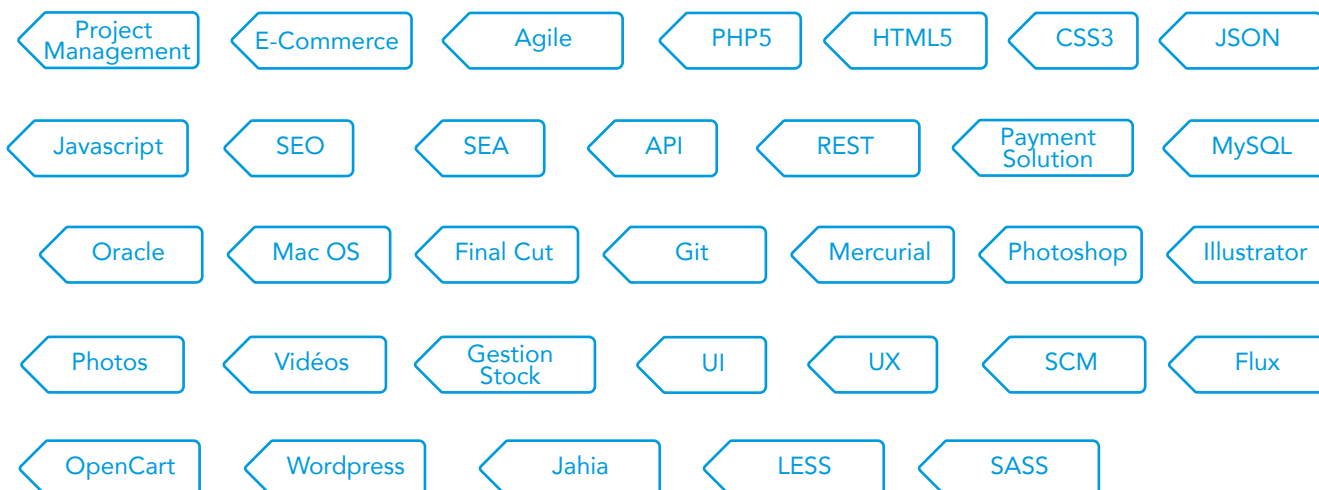 Project
Management
E-Commerce
Agile
PHP5
HTML5
CSS3
JSON
Javascript
SEO
SEA
API
REST
Payment
Solution
MySQL
Oracle
Mac OS
Final Cut
Git
Mercurial
Photoshop
Illustrator
Photos
Vidéos
Gestion
Stock
UI
UX
SCM
Flux
OpenCart
Wordpress
Jahia
LESS
SASS